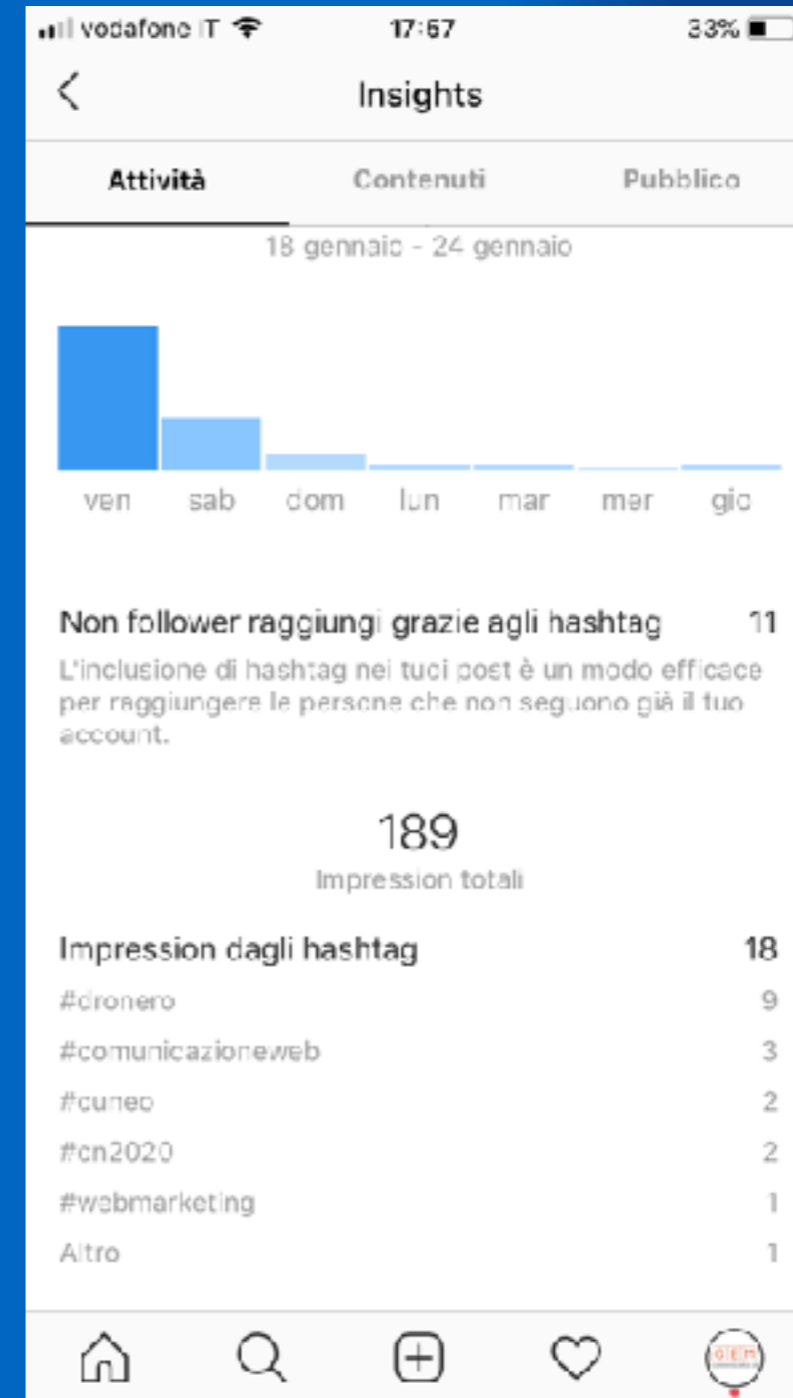 vodafone IT 17:57 33%
Insights
Attività Contenuti Pubblico
18 gennaio - 24 gennaio
ven sab dom lun mar mer gio
Non follower raggiungi grazie agli hashtag 11
L'inclusione di hashtag nei tuoi post è un modo efficace
per raggiungere le persone che non seguono già il tuo
account.
189
Impression totali
Impression dagli hashtag 18
#dronero 9
#comunicazioneweb 3
#cuneo 2
#cn2020 2
#webmarketing 1
Altro 1
GEM